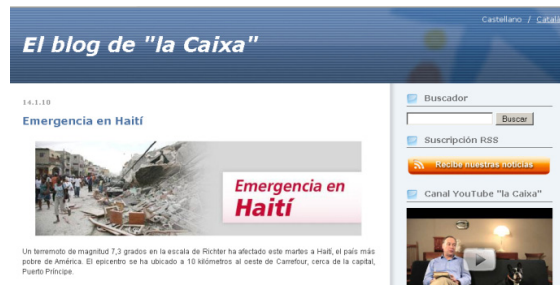 Castellano / Català
El blog de "la Caixa"
14.1.10
Emergencia en Haití
Emergencia en
Haití
Un terremoto de magnitud 7,3 grados en la escala de Richter ha afectado este martes a Haití, el país más
pobre de América. El epicentro se ha ubicado a 10 kilómetros al oeste de Carrefour, cerca de la capital,
Puerto Príncipe.
Buscador
Buscar
Suscripción RSS
Recibe nuestras noticias
Canal YouTube "la Caixa"